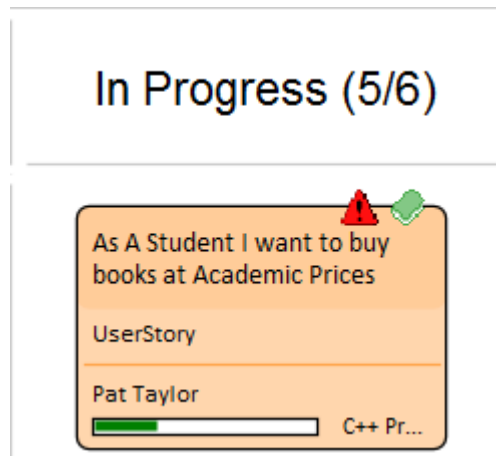 In Progress (5/6)
As A Student I want to buy
books at Academic Prices
UserStory
Pat Taylor
C++ Pr...